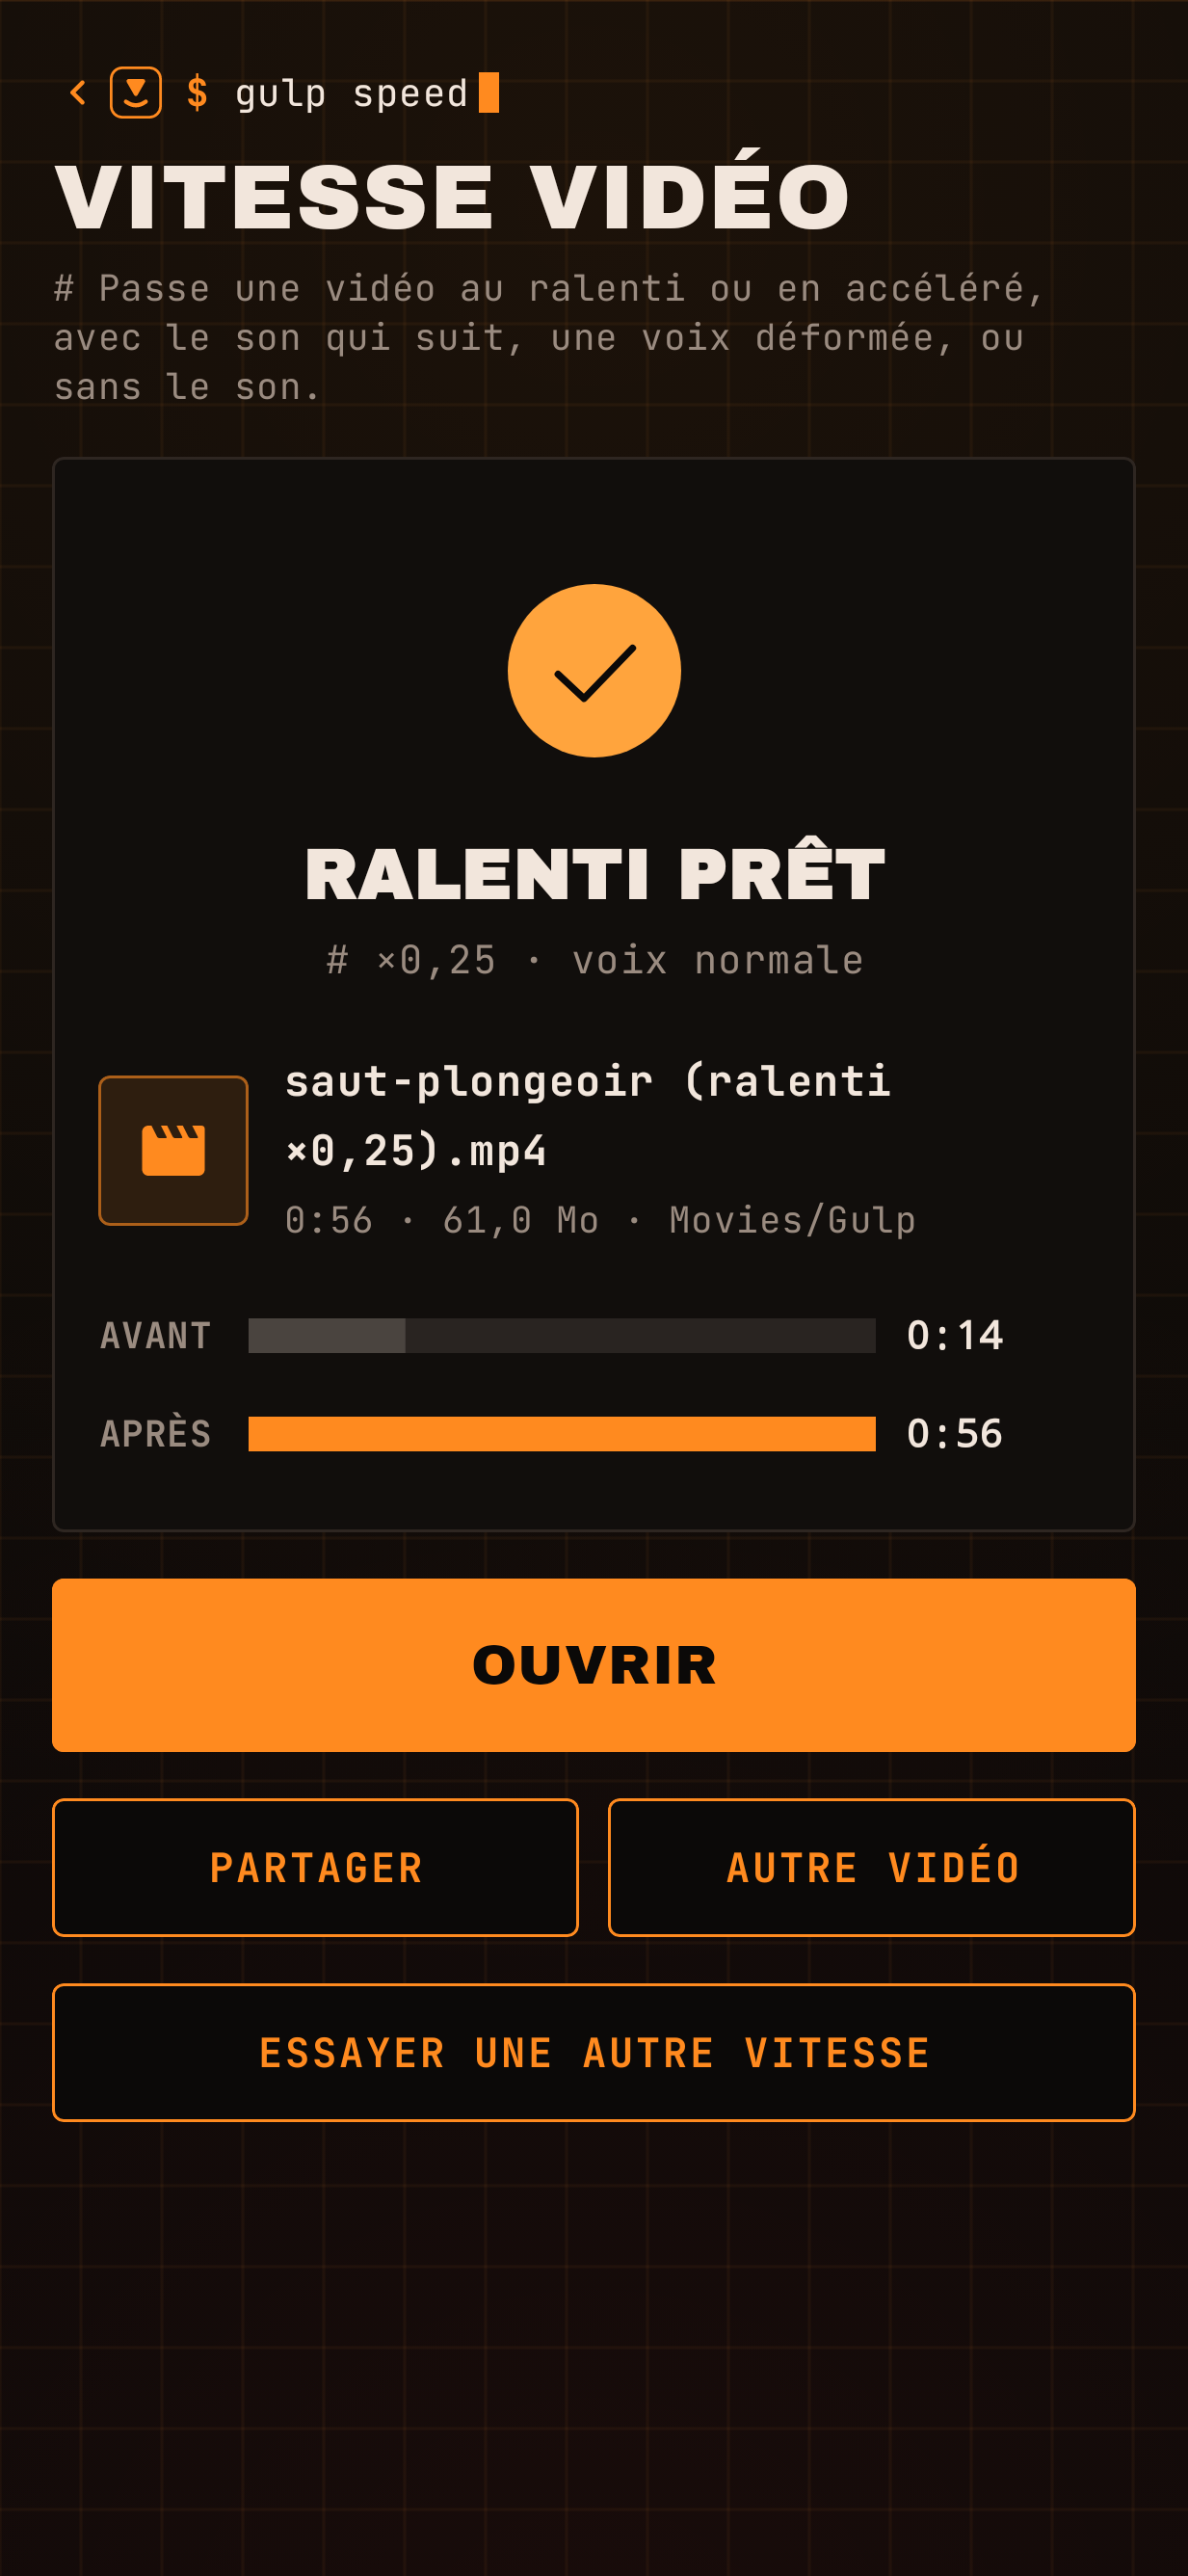 $ gulp speed
VITESSE VIDÉO
# Passe une vidéo au ralenti ou en accéléré,
avec le son qui suit, une voix déformée, ou
sans le son.
RALENTI PRÊT
# ×0,25 · voix normale
saut-plongeoir (ralenti
×0,25).mp4
0:56 · 61,0 Mo · Movies/Gulp
AVANT 0:14
APRÈS 0:56
OUVRIR
PARTAGER AUTRE VIDÉO
ESSAYER UNE AUTRE VITESSE